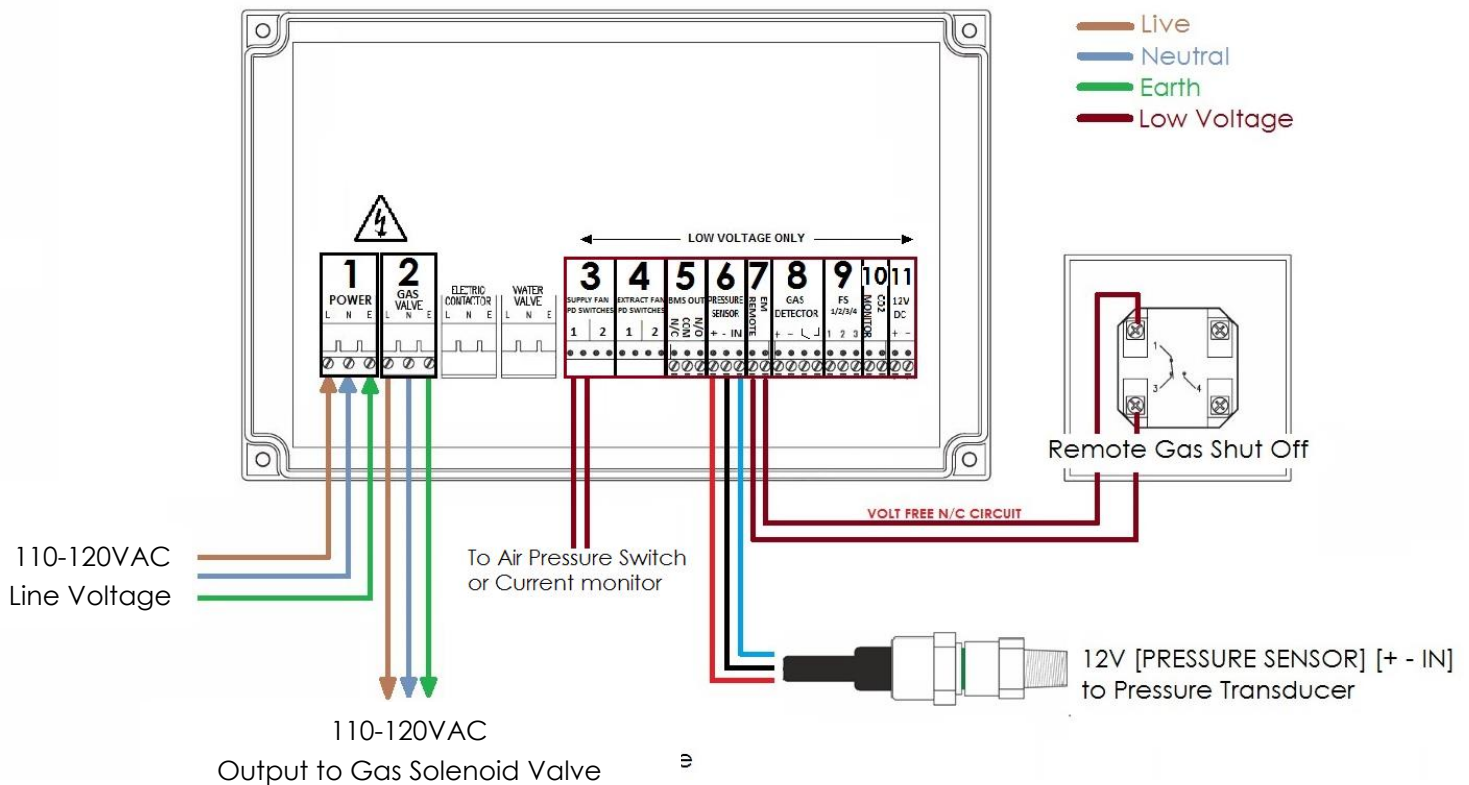 Live
Neutral
Earth
Low Voltage
LOW VOLTAGE ONLY
1
POWER
L N E
2
GAS
VALVE
L N E
ELETRIC
CONTACTOR
L N E
WATER
VALVE
L N E
3
SUPPLY FAN
PD SWITCHES
1 2
4
EXTRACT FAN
PD SWITCHES
1 2
5
BMS OUT
N/C
COM
N/O
6
PRESSURE
SENSOR
+ - IN
7
EM
REMOTE
8
GAS
DETECTOR
+ -
9
FS
1/2/3/4
1 2 3
10
CO2
MONITOR
11
12V
DC
+ -
1
3
4
Remote Gas Shut Off
VOLT FREE N/C CIRCUIT
110-120VAC
Line Voltage
To Air Pressure Switch
or Current monitor
12V [PRESSURE SENSOR] [+ - IN]
to Pressure Transducer
110-120VAC
Output to Gas Solenoid Valve